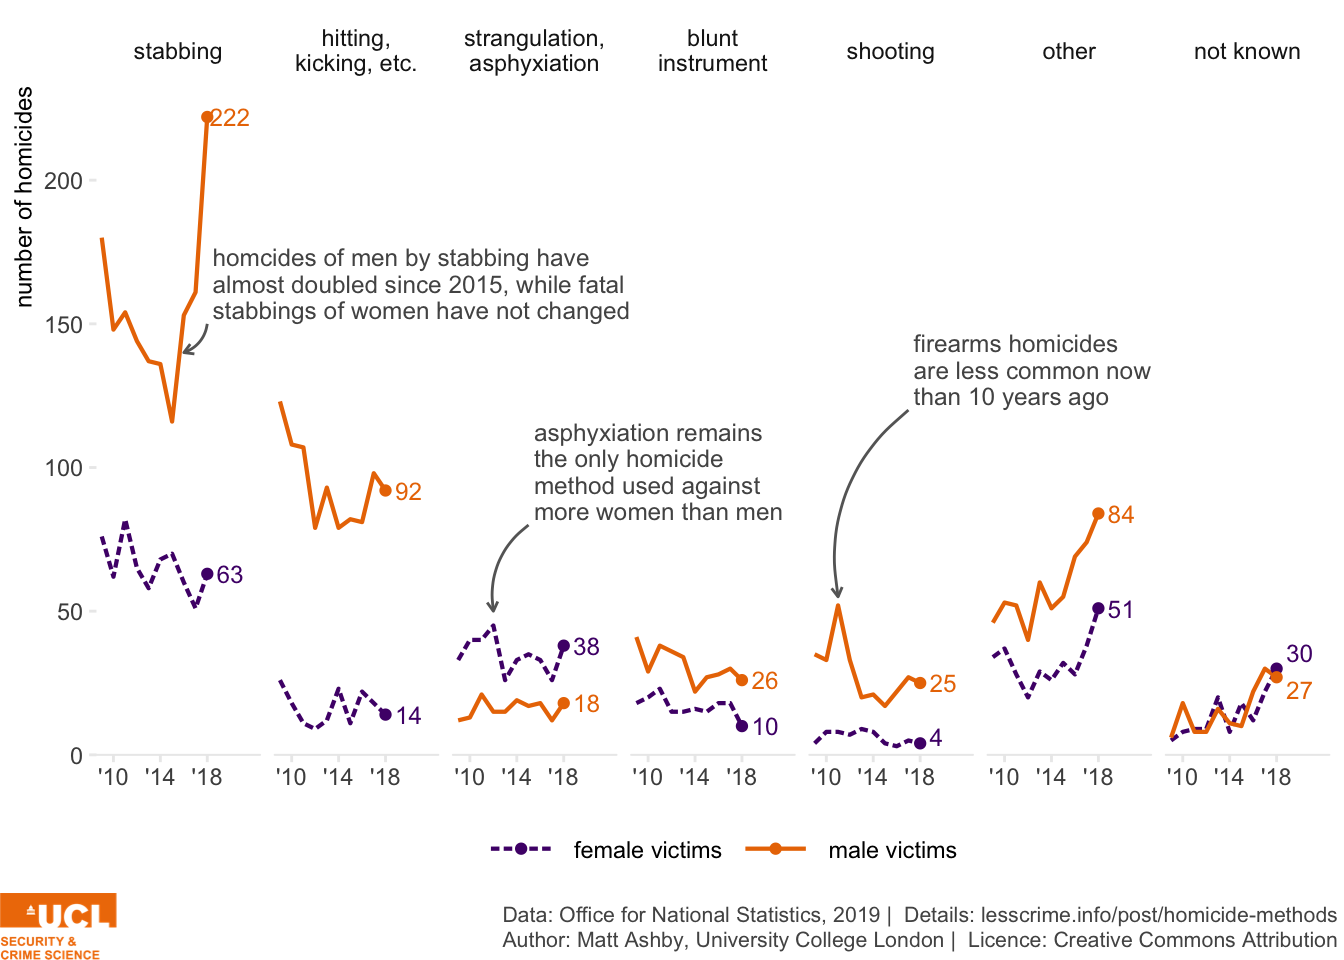 stabbing
hitting,
kicking, etc.
strangulation,
asphyxiation
blunt
instrument
shooting
other
not known
number of homicides
200
150
100
50
0
222
63
homcides of men by stabbing have
almost doubled since 2015, while fatal
stabbings of women have not changed
92
14
asphyxiation remains
the only homicide
method used against
more women than men
38
18
26
10
firearms homicides
are less common now
than 10 years ago
25
4
84
51
30
27
'10 '14 '18
'10 '14 '18
'10 '14 '18
'10 '14 '18
'10 '14 '18
'10 '14 '18
'10 '14 '18
female victims
male victims
UCL
SECURITY &
CRIME SCIENCE
Data: Office for National Statistics, 2019 | Details: lesscrime.info/post/homicide-methods
Author: Matt Ashby, University College London | Licence: Creative Commons Attribution